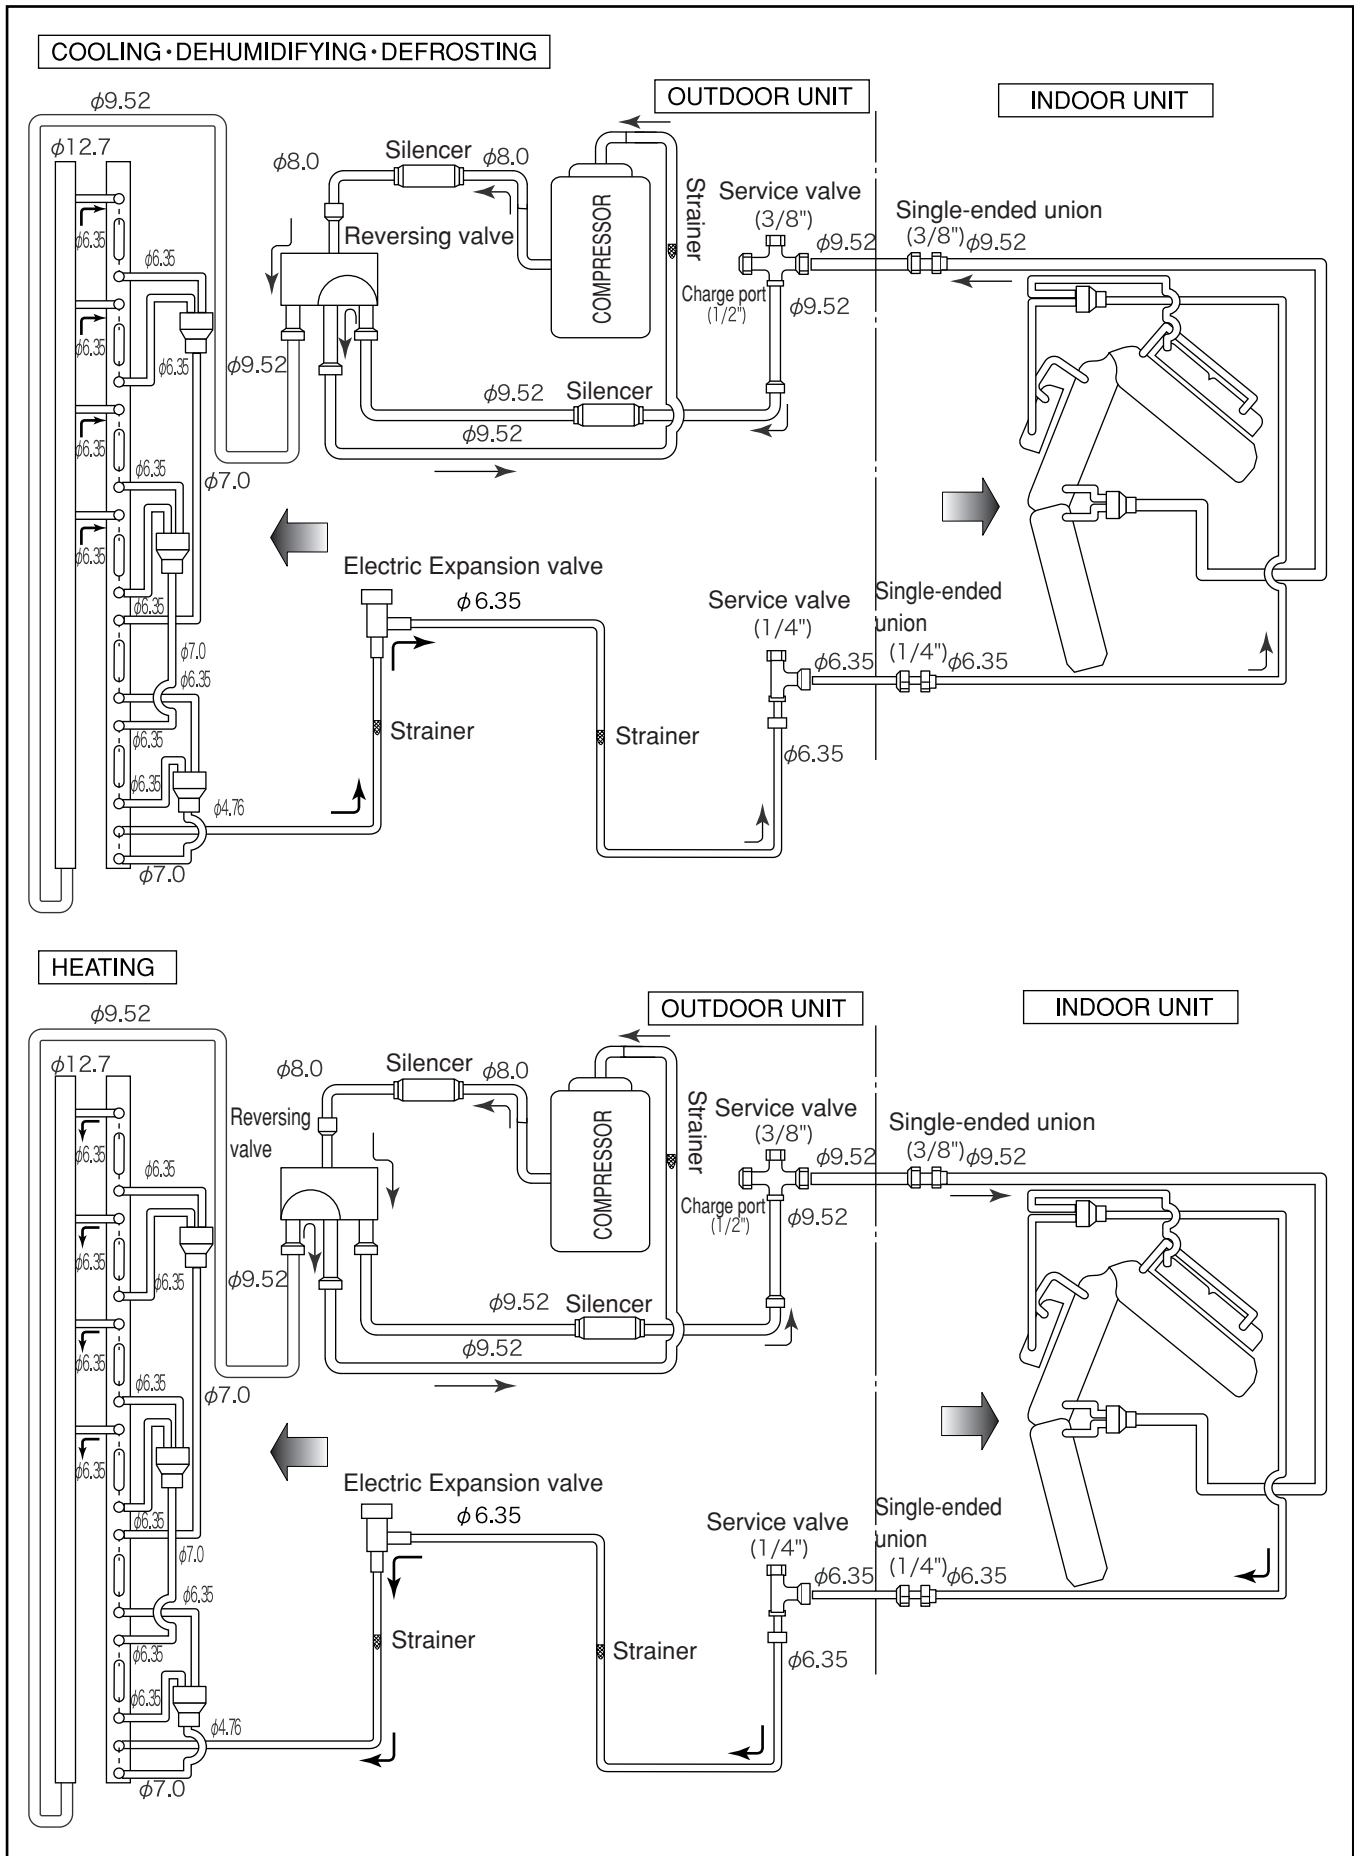 COOLING・DEHUMIDIFYING・DEFROSTING
OUTDOOR UNIT
INDOOR UNIT
φ9.52
φ12.7
φ8.0
Silencer
φ8.0
Strainer
Service valve
(3/8")
Single-ended union
(3/8")
φ9.52
φ9.52
φ6.35
Reversing valve
COMPRESSOR
φ6.35
Charge port
(1/2")
φ9.52
φ6.35
φ6.35
φ9.52
φ9.52
Silencer
φ9.52
φ6.35
φ6.35
φ7.0
φ6.35
Electric Expansion valve
φ6.35
φ6.35
Service valve
(1/4")
Single-ended
union
(1/4")
φ6.35
φ6.35
φ7.0
φ6.35
φ6.35
Strainer
Strainer
φ6.35
φ6.35
φ4.76
φ7.0
HEATING
OUTDOOR UNIT
INDOOR UNIT
φ9.52
φ12.7
φ8.0
Silencer
φ8.0
Strainer
Service valve
(3/8")
Single-ended union
(3/8")
φ9.52
φ9.52
Reversing
valve
COMPRESSOR
φ6.35
φ6.35
Charge port
(1/2")
φ9.52
φ6.35
φ6.35
φ9.52
φ9.52
Silencer
φ9.52
φ6.35
φ6.35
φ7.0
φ6.35
Electric Expansion valve
φ6.35
φ6.35
Service valve
(1/4")
Single-ended
union
(1/4")
φ6.35
φ6.35
φ7.0
φ6.35
φ6.35
Strainer
Strainer
φ6.35
φ6.35
φ4.76
φ7.0